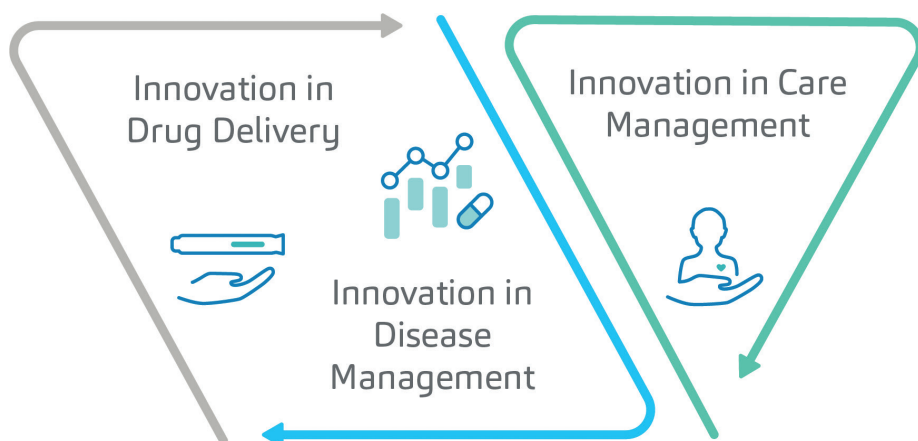 Innovation in
Drug Delivery
Innovation in
Disease
Management
Innovation in Care
Management